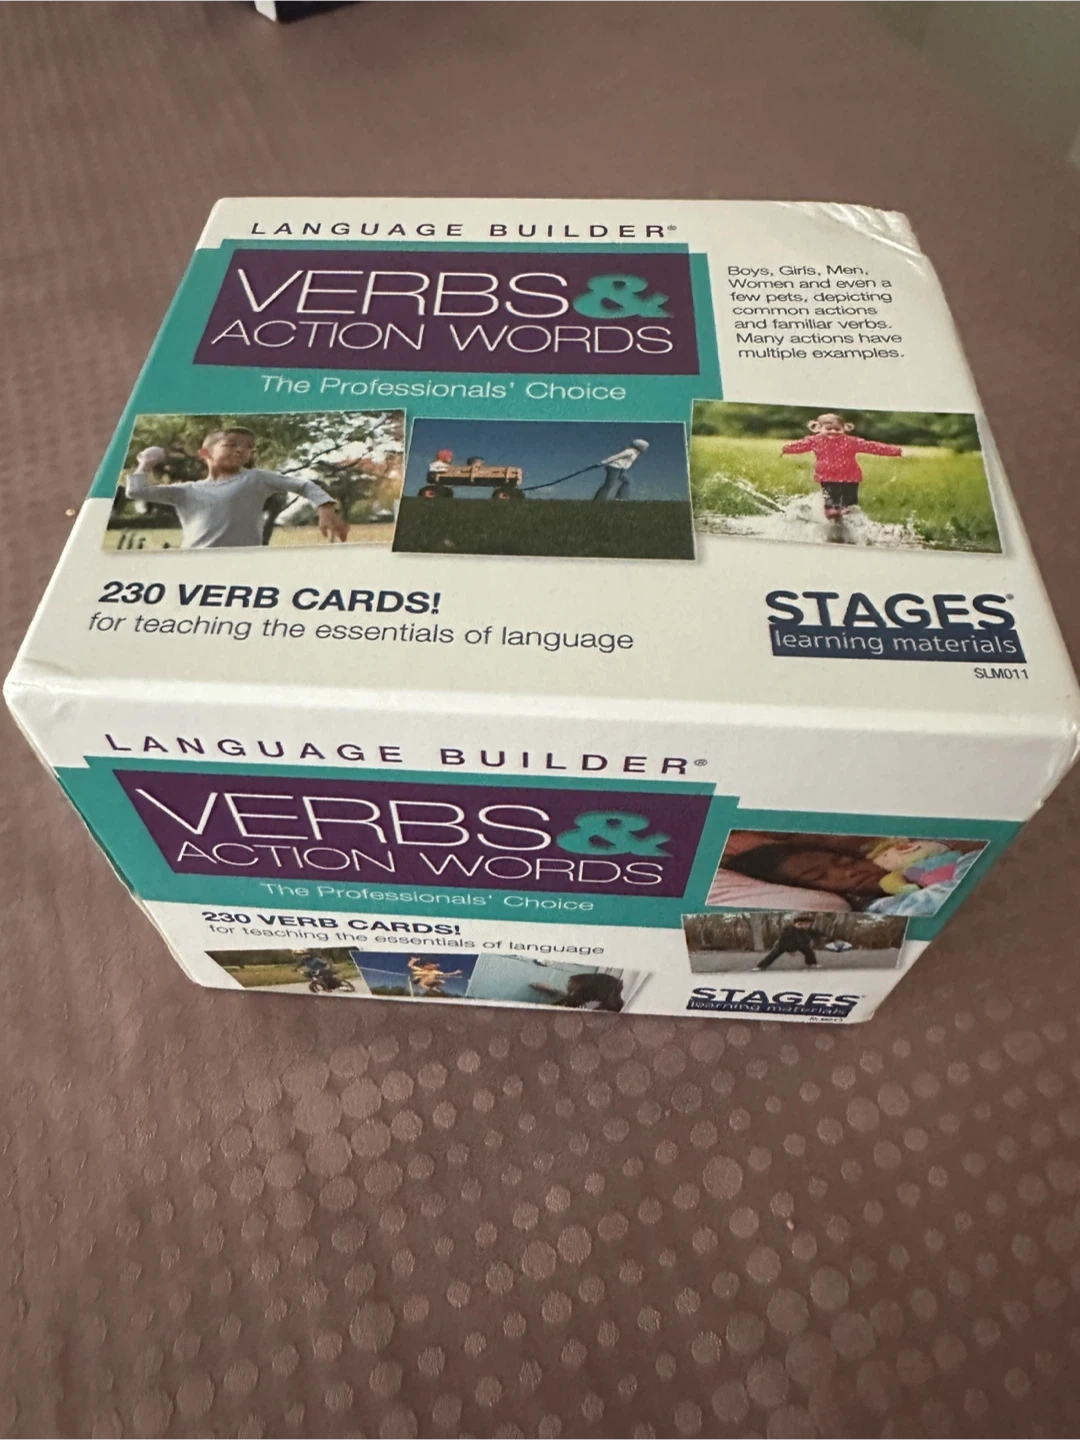 LANGUAGE BUILDER®
VERBS &
ACTION WORDS
The Professionals' Choice
Boys, Girls, Men,
Women and even a
few pets, depicting
common actions
and familiar verbs.
Many actions have
multiple examples.
230 VERB CARDS!
for teaching the essentials of language
STAGES®
learning materials
SLM011
LANGUAGE BUILDER®
VERBS &
ACTION WORDS
The Professionals' Choice
230 VERB CARDS!
for teaching the essentials of language
STAGES®
learning materials
SLM011